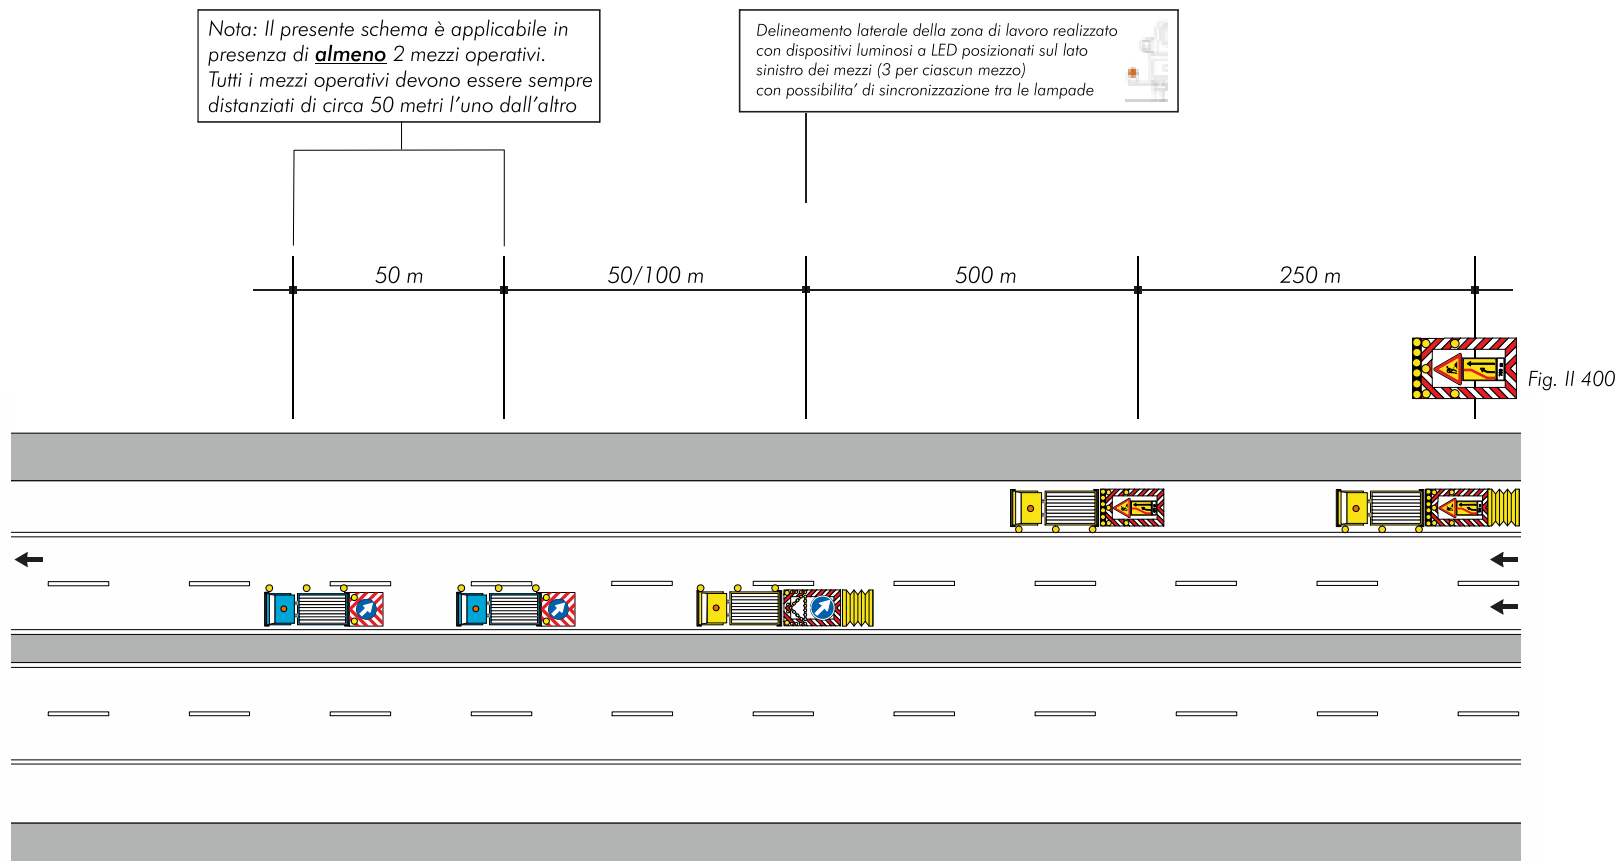 Nota: Il presente schema è applicabile in
presenza di almeno 2 mezzi operativi.
Tutti i mezzi operativi devono essere sempre
distanziati di circa 50 metri l'uno dall'altro
Delineamento laterale della zona di lavoro realizzato
con dispositivi luminosi a LED posizionati sul lato
sinistro dei mezzi (3 per ciascun mezzo)
con possibilita' di sincronizzazione tra le lampade
50 m
50/100 m
500 m
250 m
Fig. II 400